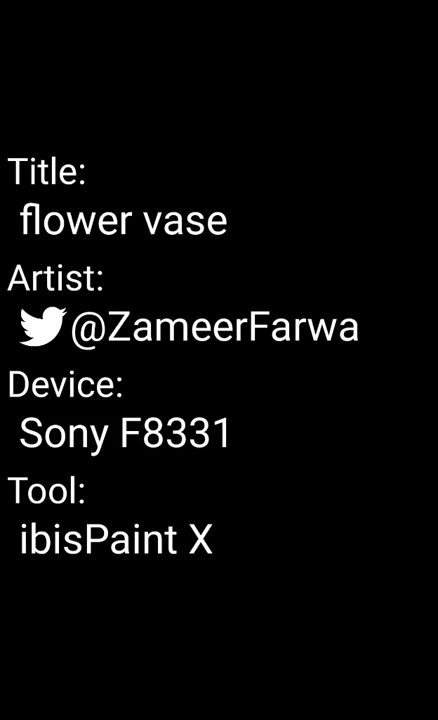 Title:
flower vase
Artist:
@ZameerFarwa
Device:
Sony F8331
Tool:
ibisPaint X